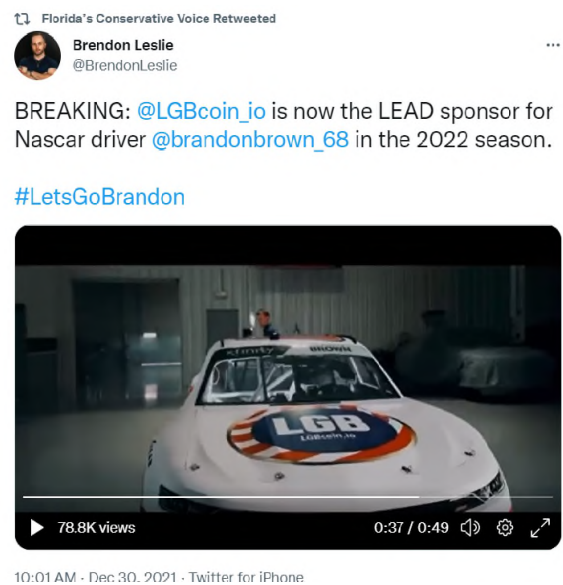 Florida's Conservative Voice Retweeted
Brendon Leslie
@BrendonLeslie
BREAKING: @LGBcoin_io is now the LEAD sponsor for
Nascar driver @brandonbrown_68 in the 2022 season.
#LetsGoBrandon
xfinity BROWN
LGB
LGBcoin.io
78.8K views
0:37 / 0:49
10:01 AM · Dec 30, 2021 · Twitter for iPhone